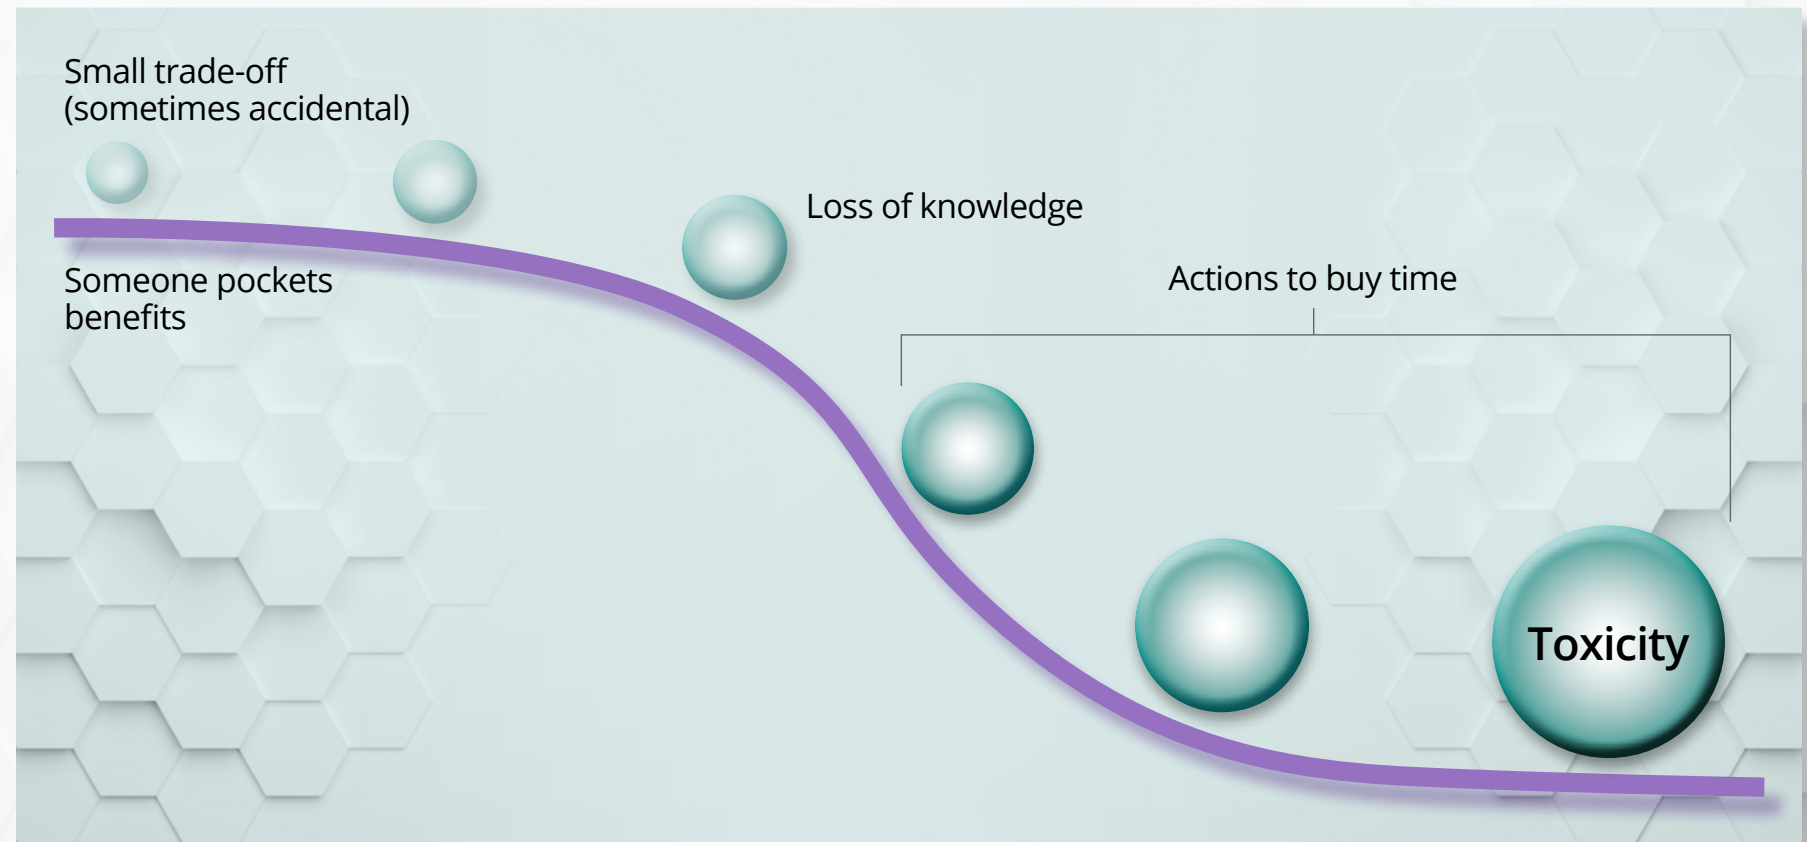 Small trade-off
(sometimes accidental)
Loss of knowledge
Someone pockets
benefits
Actions to buy time
Toxicity